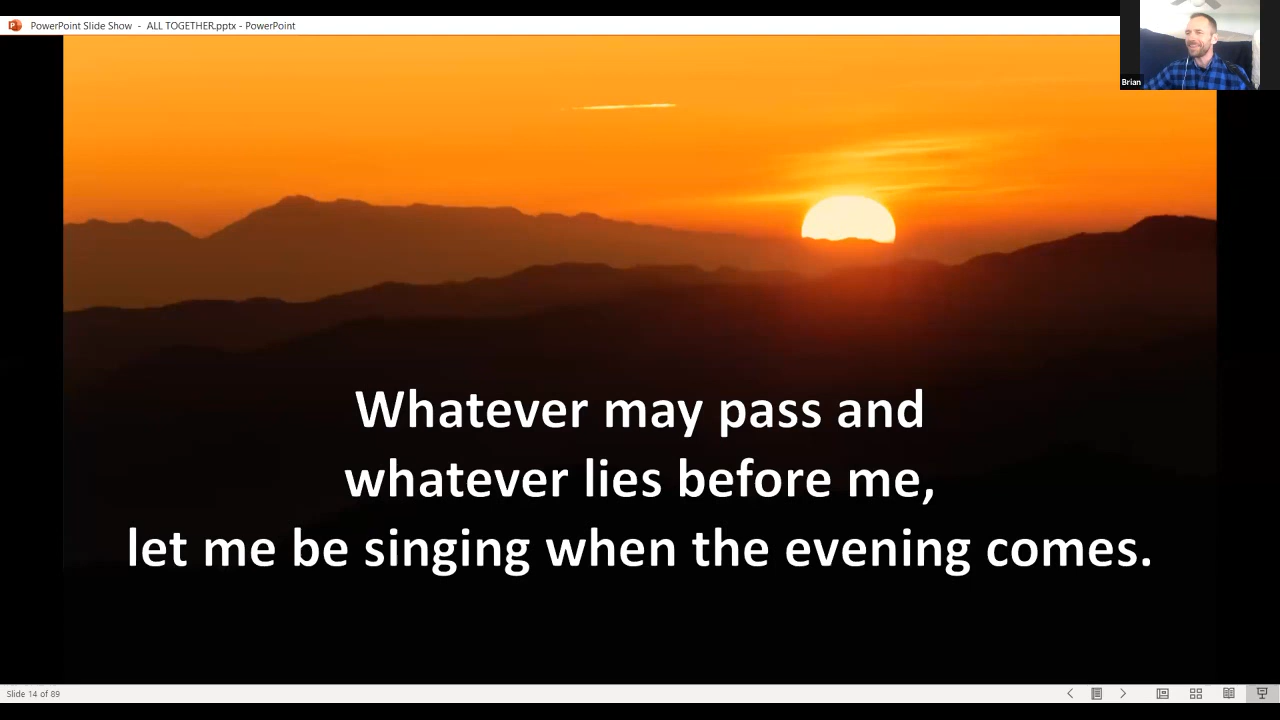 PowerPoint Slide Show - ALL TOGETHER.pptx - PowerPoint
Brian
Whatever may pass and
whatever lies before me,
let me be singing when the evening comes.
Slide 14 of 89